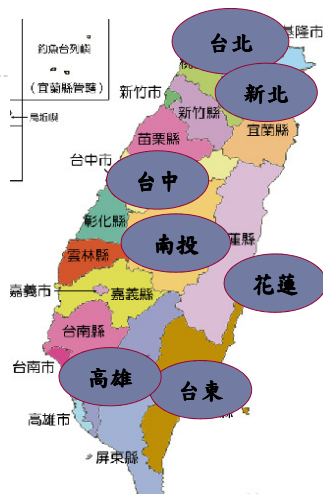 台北
基隆市
釣魚台列嶼
(宜蘭縣管轄)
新北
新竹市
新竹縣
宜蘭縣
苗栗縣
台中市
台中
彰化縣
南投
蓮縣
雲林縣
花蓮
嘉義市
嘉義縣
台南縣
台南市
高雄
台東
高雄市
屏東縣